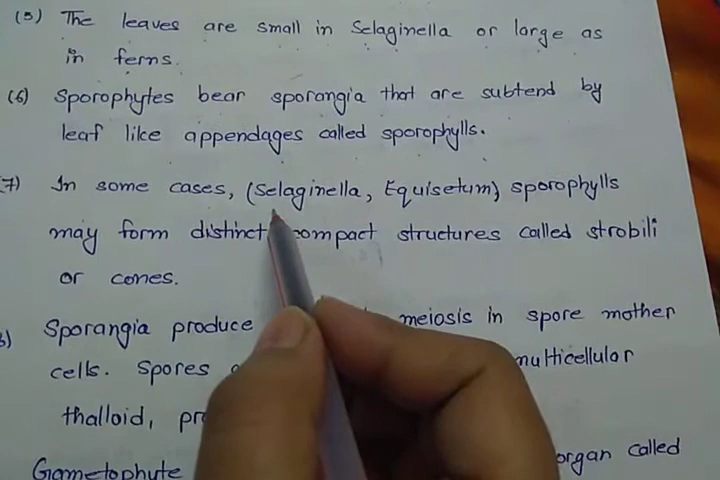 (5) The leaves are small in Selaginella or large as
in ferns.
(6) Sporophytes bear sporangia that are subtend by
leaf like appendages called sporophylls.
7) In some cases, (Selaginella, Equisetum) sporophylls
may form distinct compact structures called strobili
or cones.
Sporangia produce meiosis in spore mother
cells. Spores multicellular
thalloid,
Gametophyte organ called